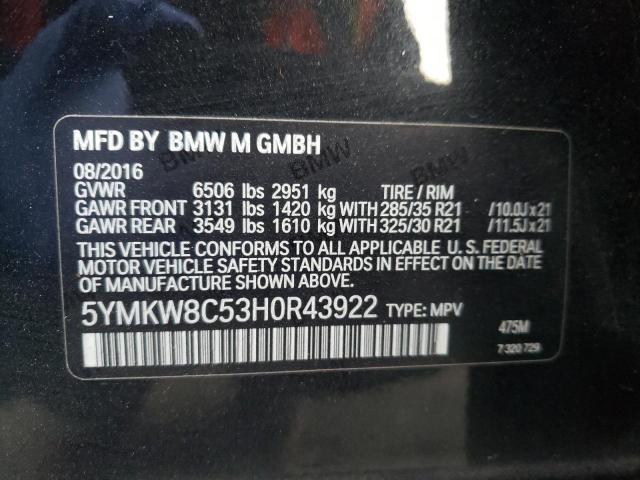 MFD BY BMW M GMBH
08/2016
GVWR 6506 lbs 2951 kg TIRE / RIM
GAWR FRONT 3131 lbs 1420 kg WITH 285/35 R21 /10.0J x 21
GAWR REAR 3549 lbs 1610 kg WITH 325/30 R21 /11.5J x 21
THIS VEHICLE CONFORMS TO ALL APPLICABLE U.S. FEDERAL
MOTOR VEHICLE SAFETY STANDARDS IN EFFECT ON THE DATE OF
MANUFACTURE SHOWN ABOVE.
5YMKW8C53H0R43922 TYPE: MPV
475M
7 320 729